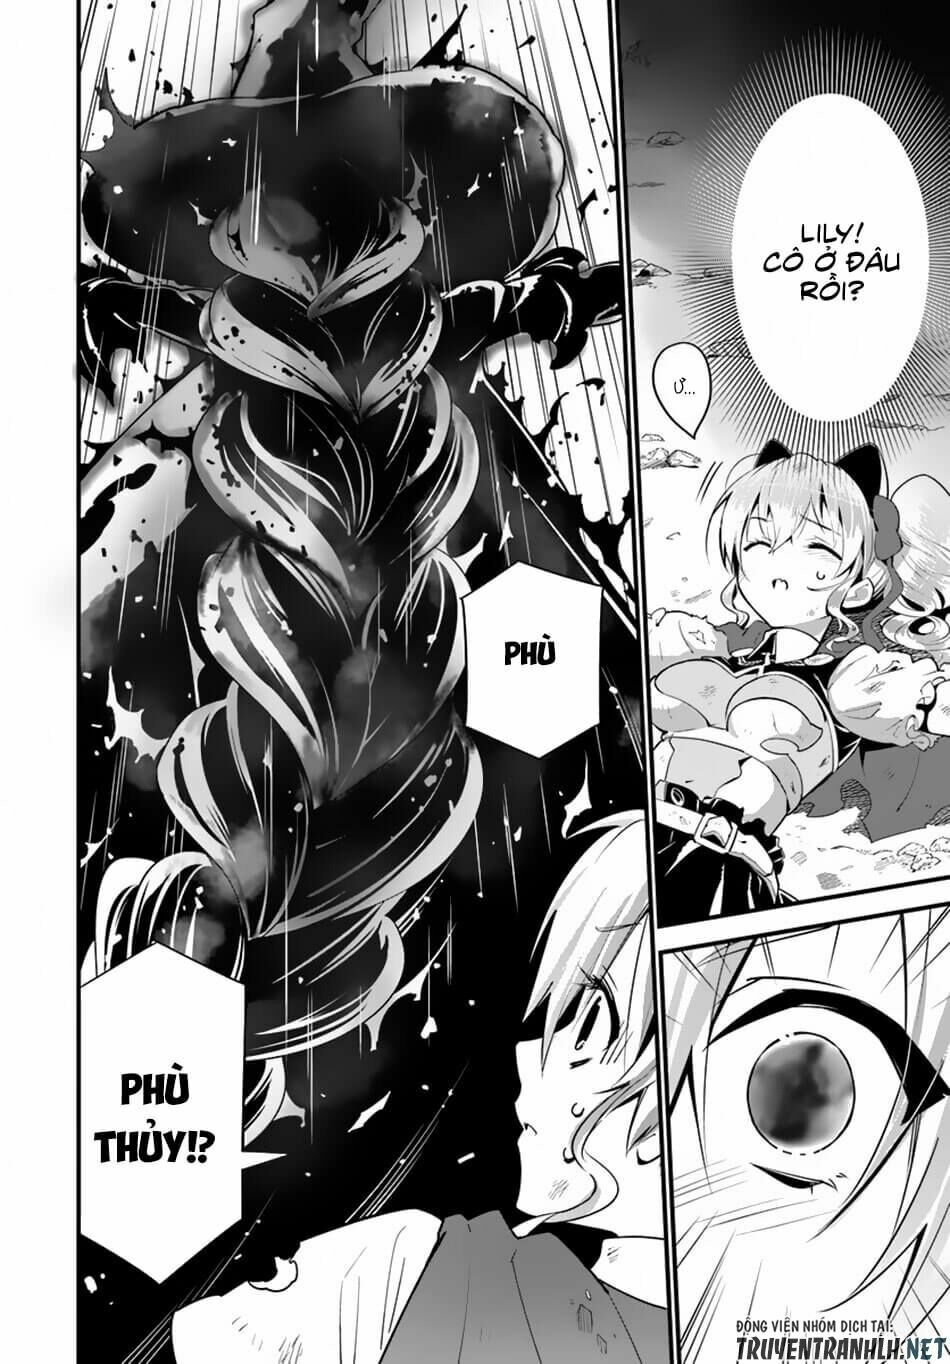 LILY!
CÔ Ở ĐÂU
RỒI?
Ư...
PHÙ
PHÙ
THỦY!?
ĐỘNG VIÊN NHÓM DỊCH TẠI:
TRUYENTRANHLH.NET